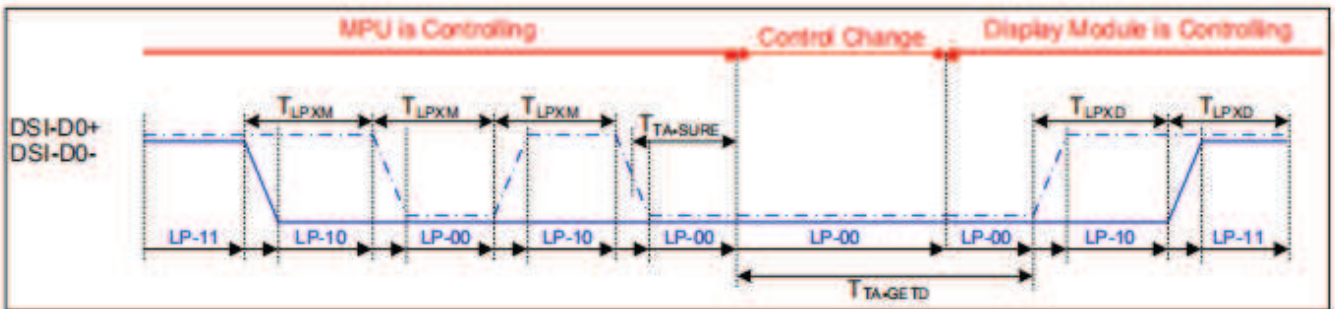 MPU is Controlling Control Change Display Module is Controlling
TLPXM TLPXM TLPXM TLPXD TLPXD
TTA-SURE
DSI-D0+
DSI-D0-
LP-11 LP-10 LP-00 LP-10 LP-00 LP-00 LP-00 LP-10 LP-11
TTA-GETD